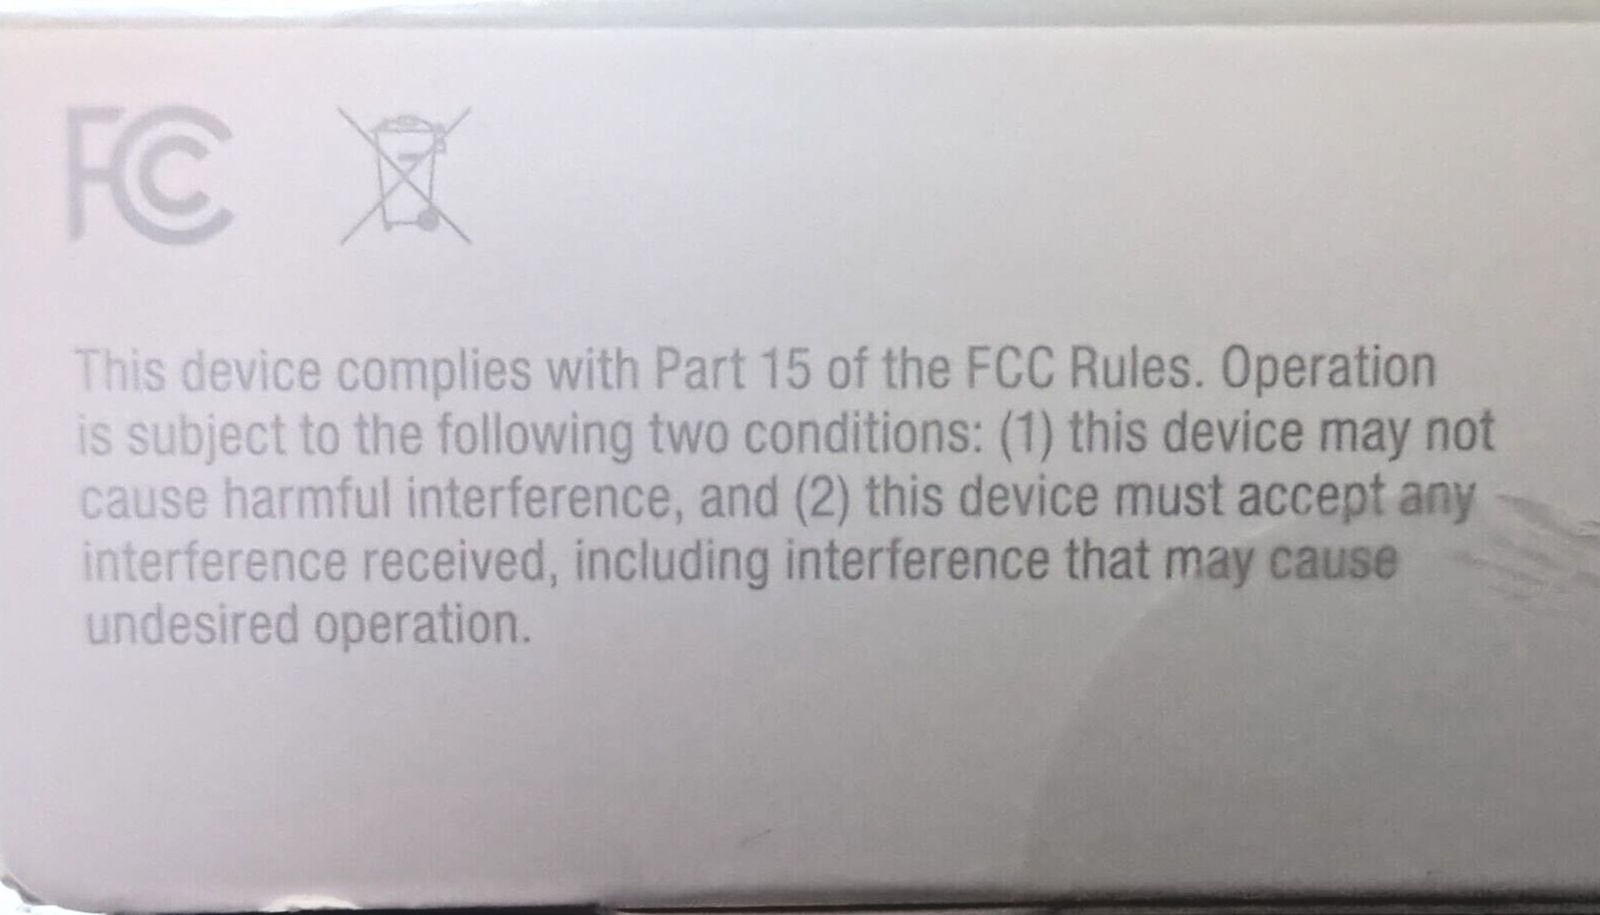 FCC
This device complies with Part 15 of the FCC Rules. Operation
is subject to the following two conditions: (1) this device may not
cause harmful interference, and (2) this device must accept any
interference received, including interference that may cause
undesired operation.